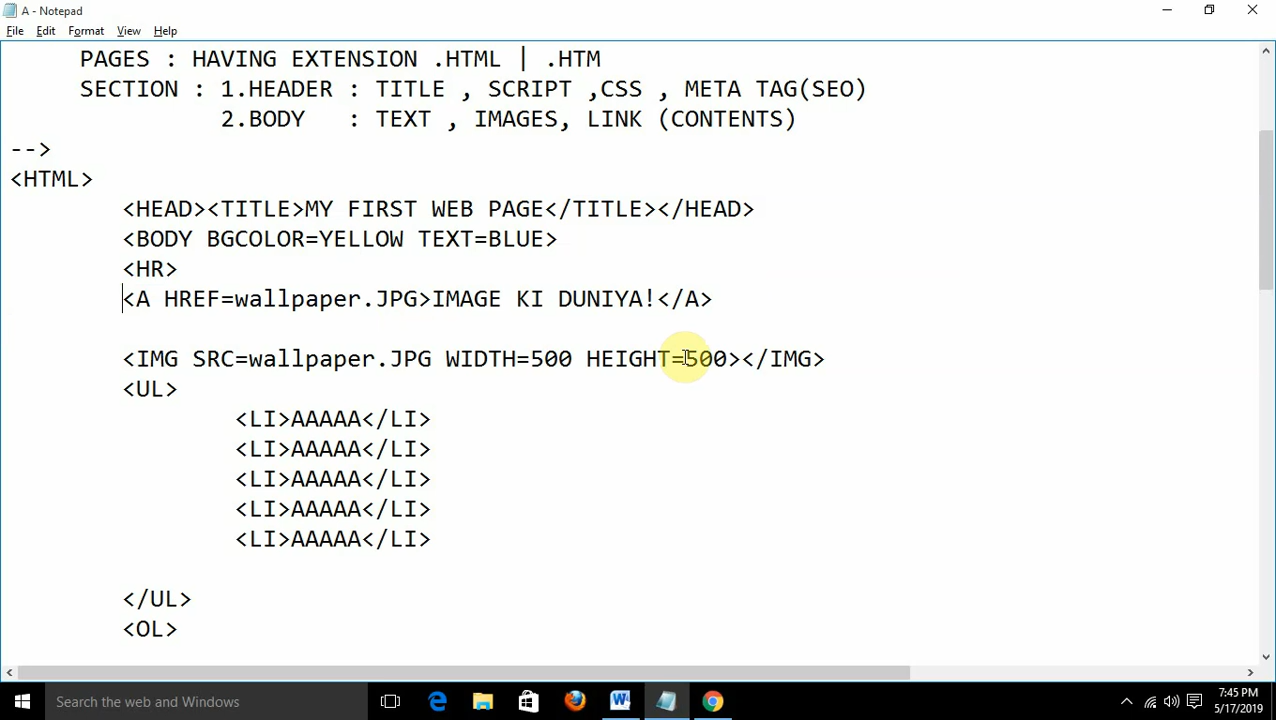 A - Notepad
File Edit Format View Help
PAGES : HAVING EXTENSION .HTML | .HTM
SECTION : 1.HEADER : TITLE , SCRIPT ,CSS , META TAG(SEO)
2.BODY : TEXT , IMAGES, LINK (CONTENTS)
-->
<HTML>
<HEAD><TITLE>MY FIRST WEB PAGE</TITLE></HEAD>
<BODY BGCOLOR=YELLOW TEXT=BLUE>
<HR>
<A HREF=wallpaper.JPG>IMAGE KI DUNIYA!</A>
<IMG SRC=wallpaper.JPG WIDTH=500 HEIGHT=500></IMG>
<UL>
<LI>AAAAA</LI>
<LI>AAAAA</LI>
<LI>AAAAA</LI>
<LI>AAAAA</LI>
<LI>AAAAA</LI>
</UL>
<OL>
Search the web and Windows
7:45 PM
5/17/2019